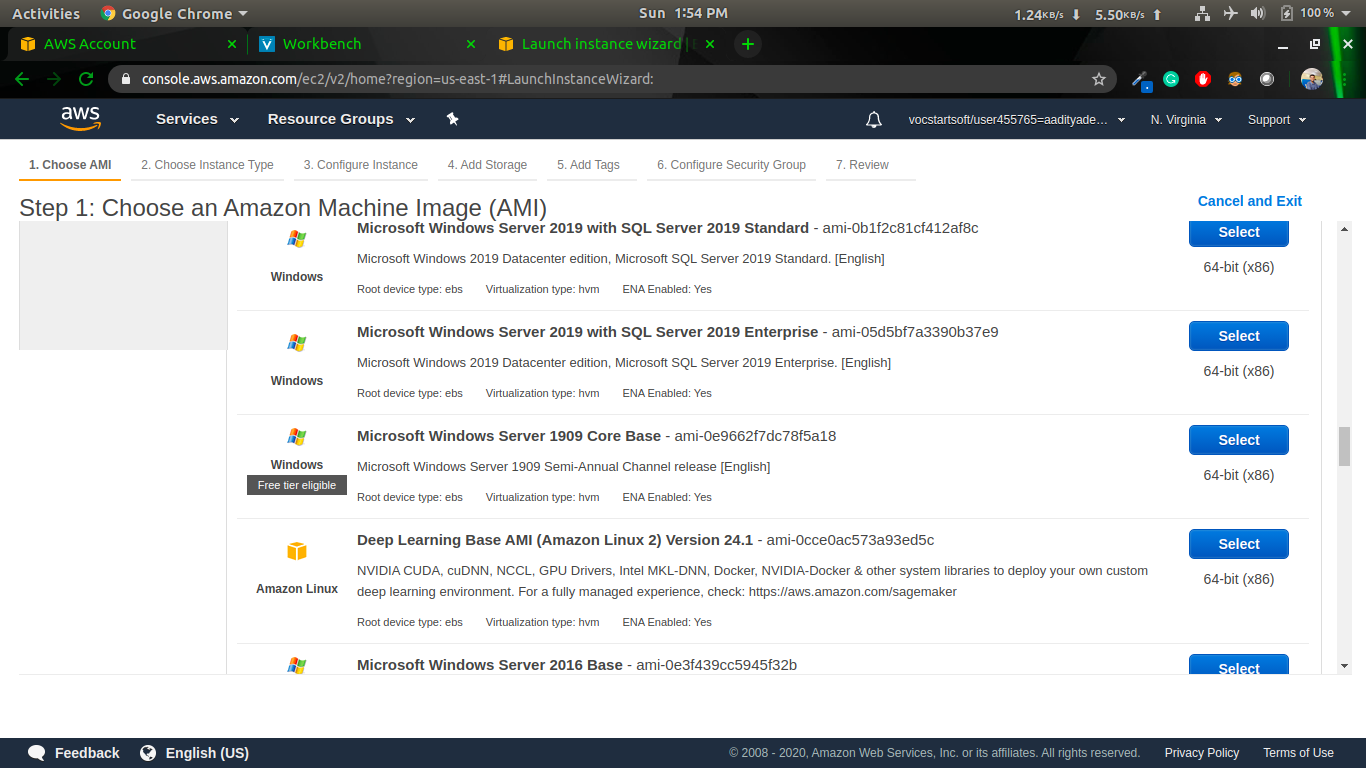 Activities Google Chrome Sun 1:54 PM 1.24KB/s 5.50KB/s 100 %
AWS Account Workbench Launch instance wizard | E
console.aws.amazon.com/ec2/v2/home?region=us-east-1#LaunchInstanceWizard:
aws Services Resource Groups vocstartsoft/user455765=aadityade... N. Virginia Support
1. Choose AMI 2. Choose Instance Type 3. Configure Instance 4. Add Storage 5. Add Tags 6. Configure Security Group 7. Review
Step 1: Choose an Amazon Machine Image (AMI) Cancel and Exit
Microsoft Windows Server 2019 with SQL Server 2019 Standard - ami-0b1f2c81cf412af8c Select
Microsoft Windows 2019 Datacenter edition, Microsoft SQL Server 2019 Standard. [English] 64-bit (x86)
Windows
Root device type: ebs Virtualization type: hvm ENA Enabled: Yes
Microsoft Windows Server 2019 with SQL Server 2019 Enterprise - ami-05d5bf7a3390b37e9 Select
Microsoft Windows 2019 Datacenter edition, Microsoft SQL Server 2019 Enterprise. [English] 64-bit (x86)
Windows
Root device type: ebs Virtualization type: hvm ENA Enabled: Yes
Microsoft Windows Server 1909 Core Base - ami-0e9662f7dc78f5a18 Select
Windows Microsoft Windows Server 1909 Semi-Annual Channel release [English] 64-bit (x86)
Free tier eligible
Root device type: ebs Virtualization type: hvm ENA Enabled: Yes
Deep Learning Base AMI (Amazon Linux 2) Version 24.1 - ami-0cce0ac573a93ed5c Select
NVIDIA CUDA, cuDNN, NCCL, GPU Drivers, Intel MKL-DNN, Docker, NVIDIA-Docker & other system libraries to deploy your own custom 64-bit (x86)
Amazon Linux deep learning environment. For a fully managed experience, check: https://aws.amazon.com/sagemaker
Root device type: ebs Virtualization type: hvm ENA Enabled: Yes
Microsoft Windows Server 2016 Base - ami-0e3f439cc5945f32b Select
Feedback English (US) © 2008 - 2020, Amazon Web Services, Inc. or its affiliates. All rights reserved. Privacy Policy Terms of Use